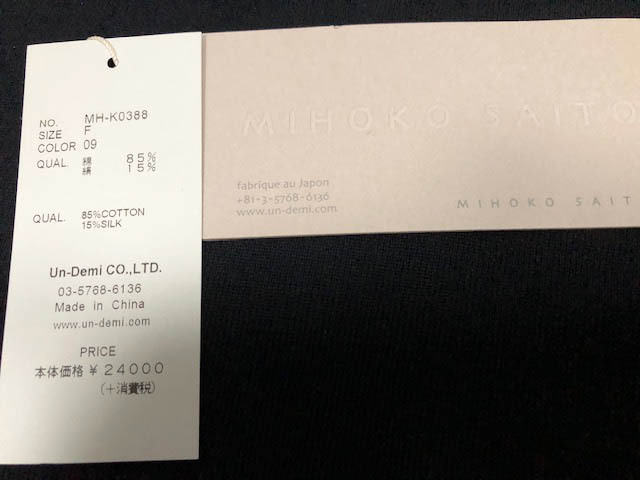 NO. MH-K0388
SIZE F
COLOR 09
QUAL. 綿 85%
絹 15%
QUAL. 85%COTTON
15%SILK
Un-Demi CO.,LTD.
03-5768-6136
Made in China
www.un-demi.com
PRICE
本体価格 ¥24000
(+消費税)
MIHOKO SAITO
fabrique au Japon
+81-3-5768-6136
www.un-demi.com
MIHOKO SAIT